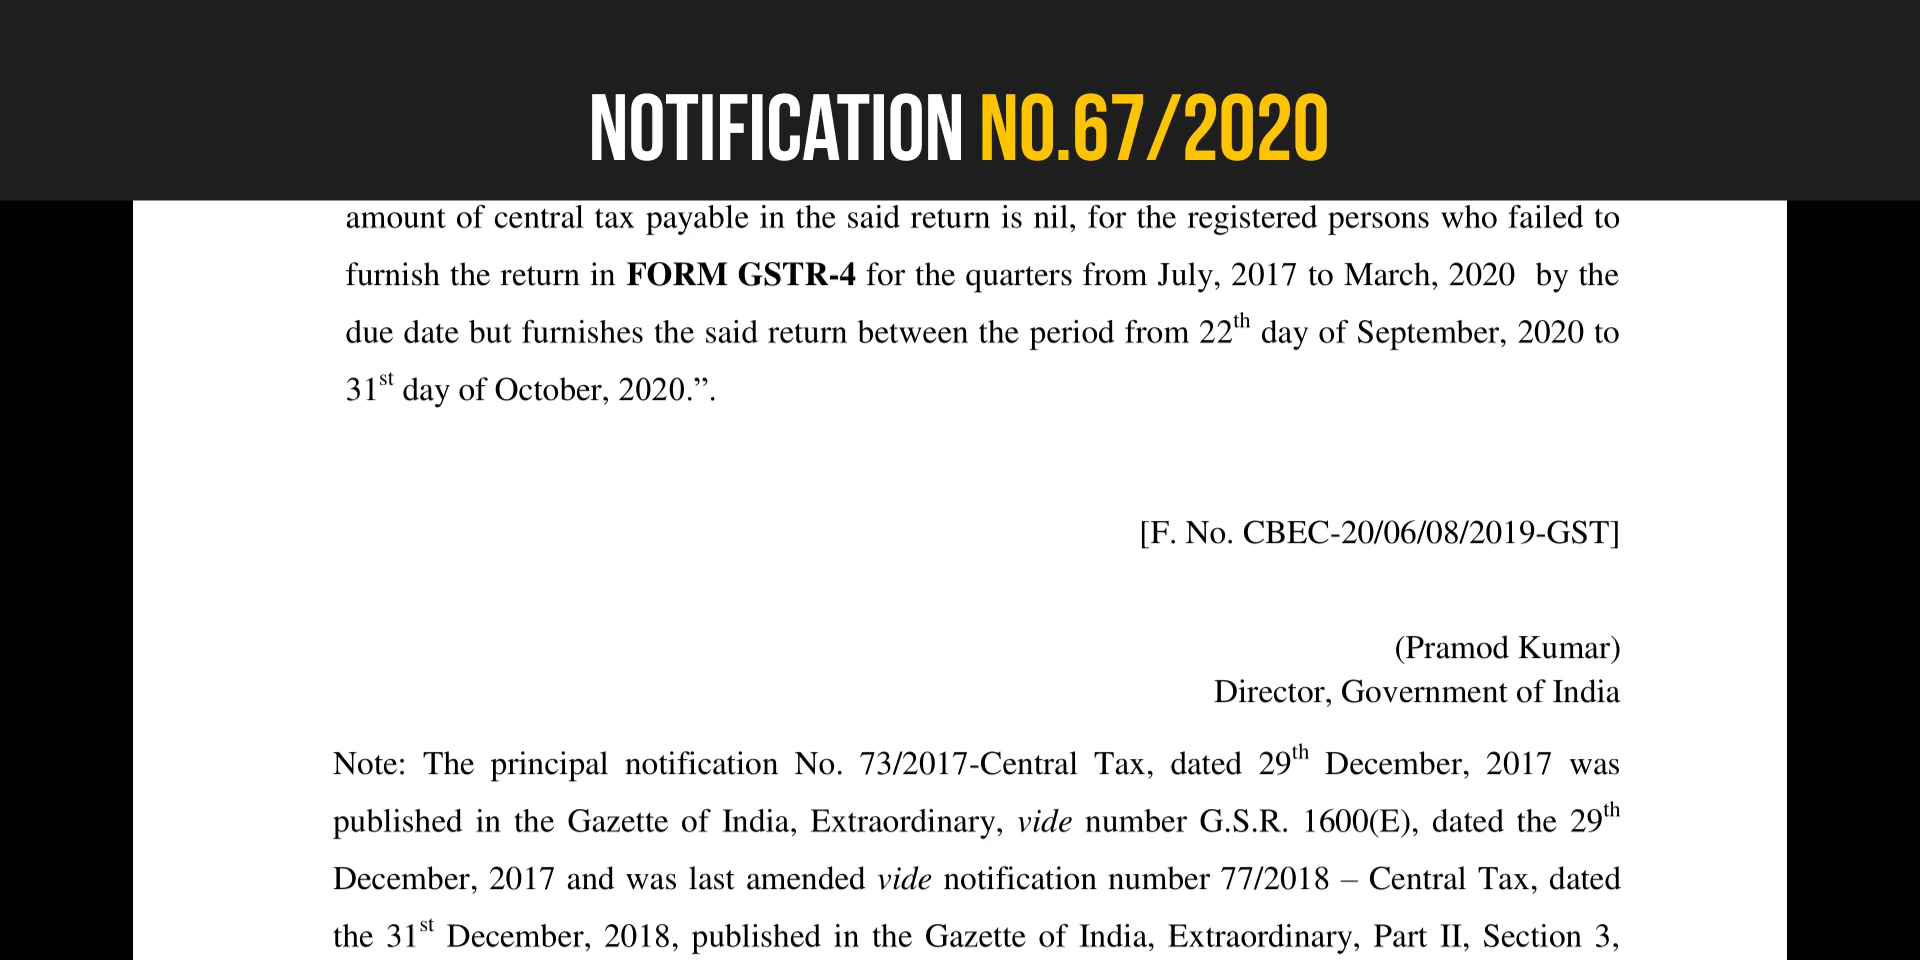 NOTIFICATION NO.67/2020
amount of central tax payable in the said return is nil, for the registered persons who failed to
furnish the return in FORM GSTR-4 for the quarters from July, 2017 to March, 2020 by the
due date but furnishes the said return between the period from 22th day of September, 2020 to
31st day of October, 2020.”.
[F. No. CBEC-20/06/08/2019-GST]
(Pramod Kumar)
Director, Government of India
Note: The principal notification No. 73/2017-Central Tax, dated 29th December, 2017 was
published in the Gazette of India, Extraordinary, vide number G.S.R. 1600(E), dated the 29th
December, 2017 and was last amended vide notification number 77/2018 – Central Tax, dated
the 31st December, 2018, published in the Gazette of India, Extraordinary, Part II, Section 3,